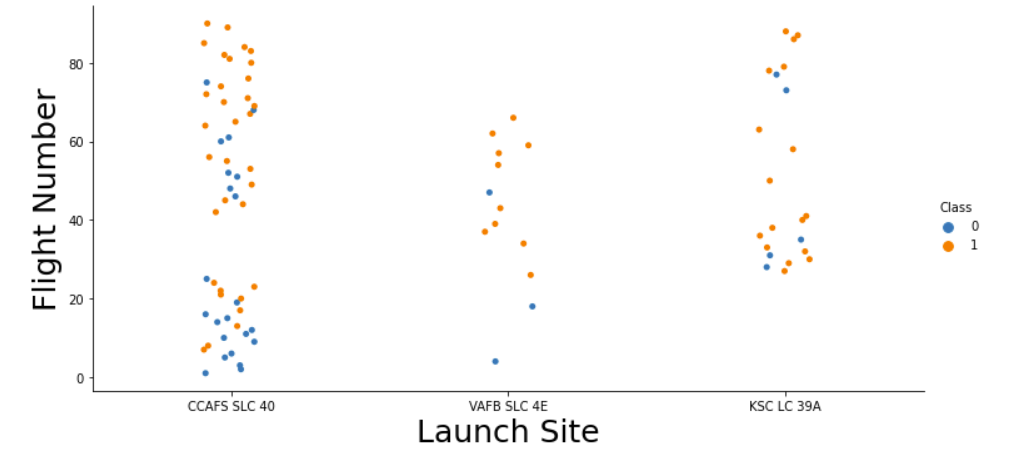 Flight Number
80
60
40
20
0
CCAFS SLC 40
VAFB SLC 4E
KSC LC 39A
Launch Site
Class
0
1